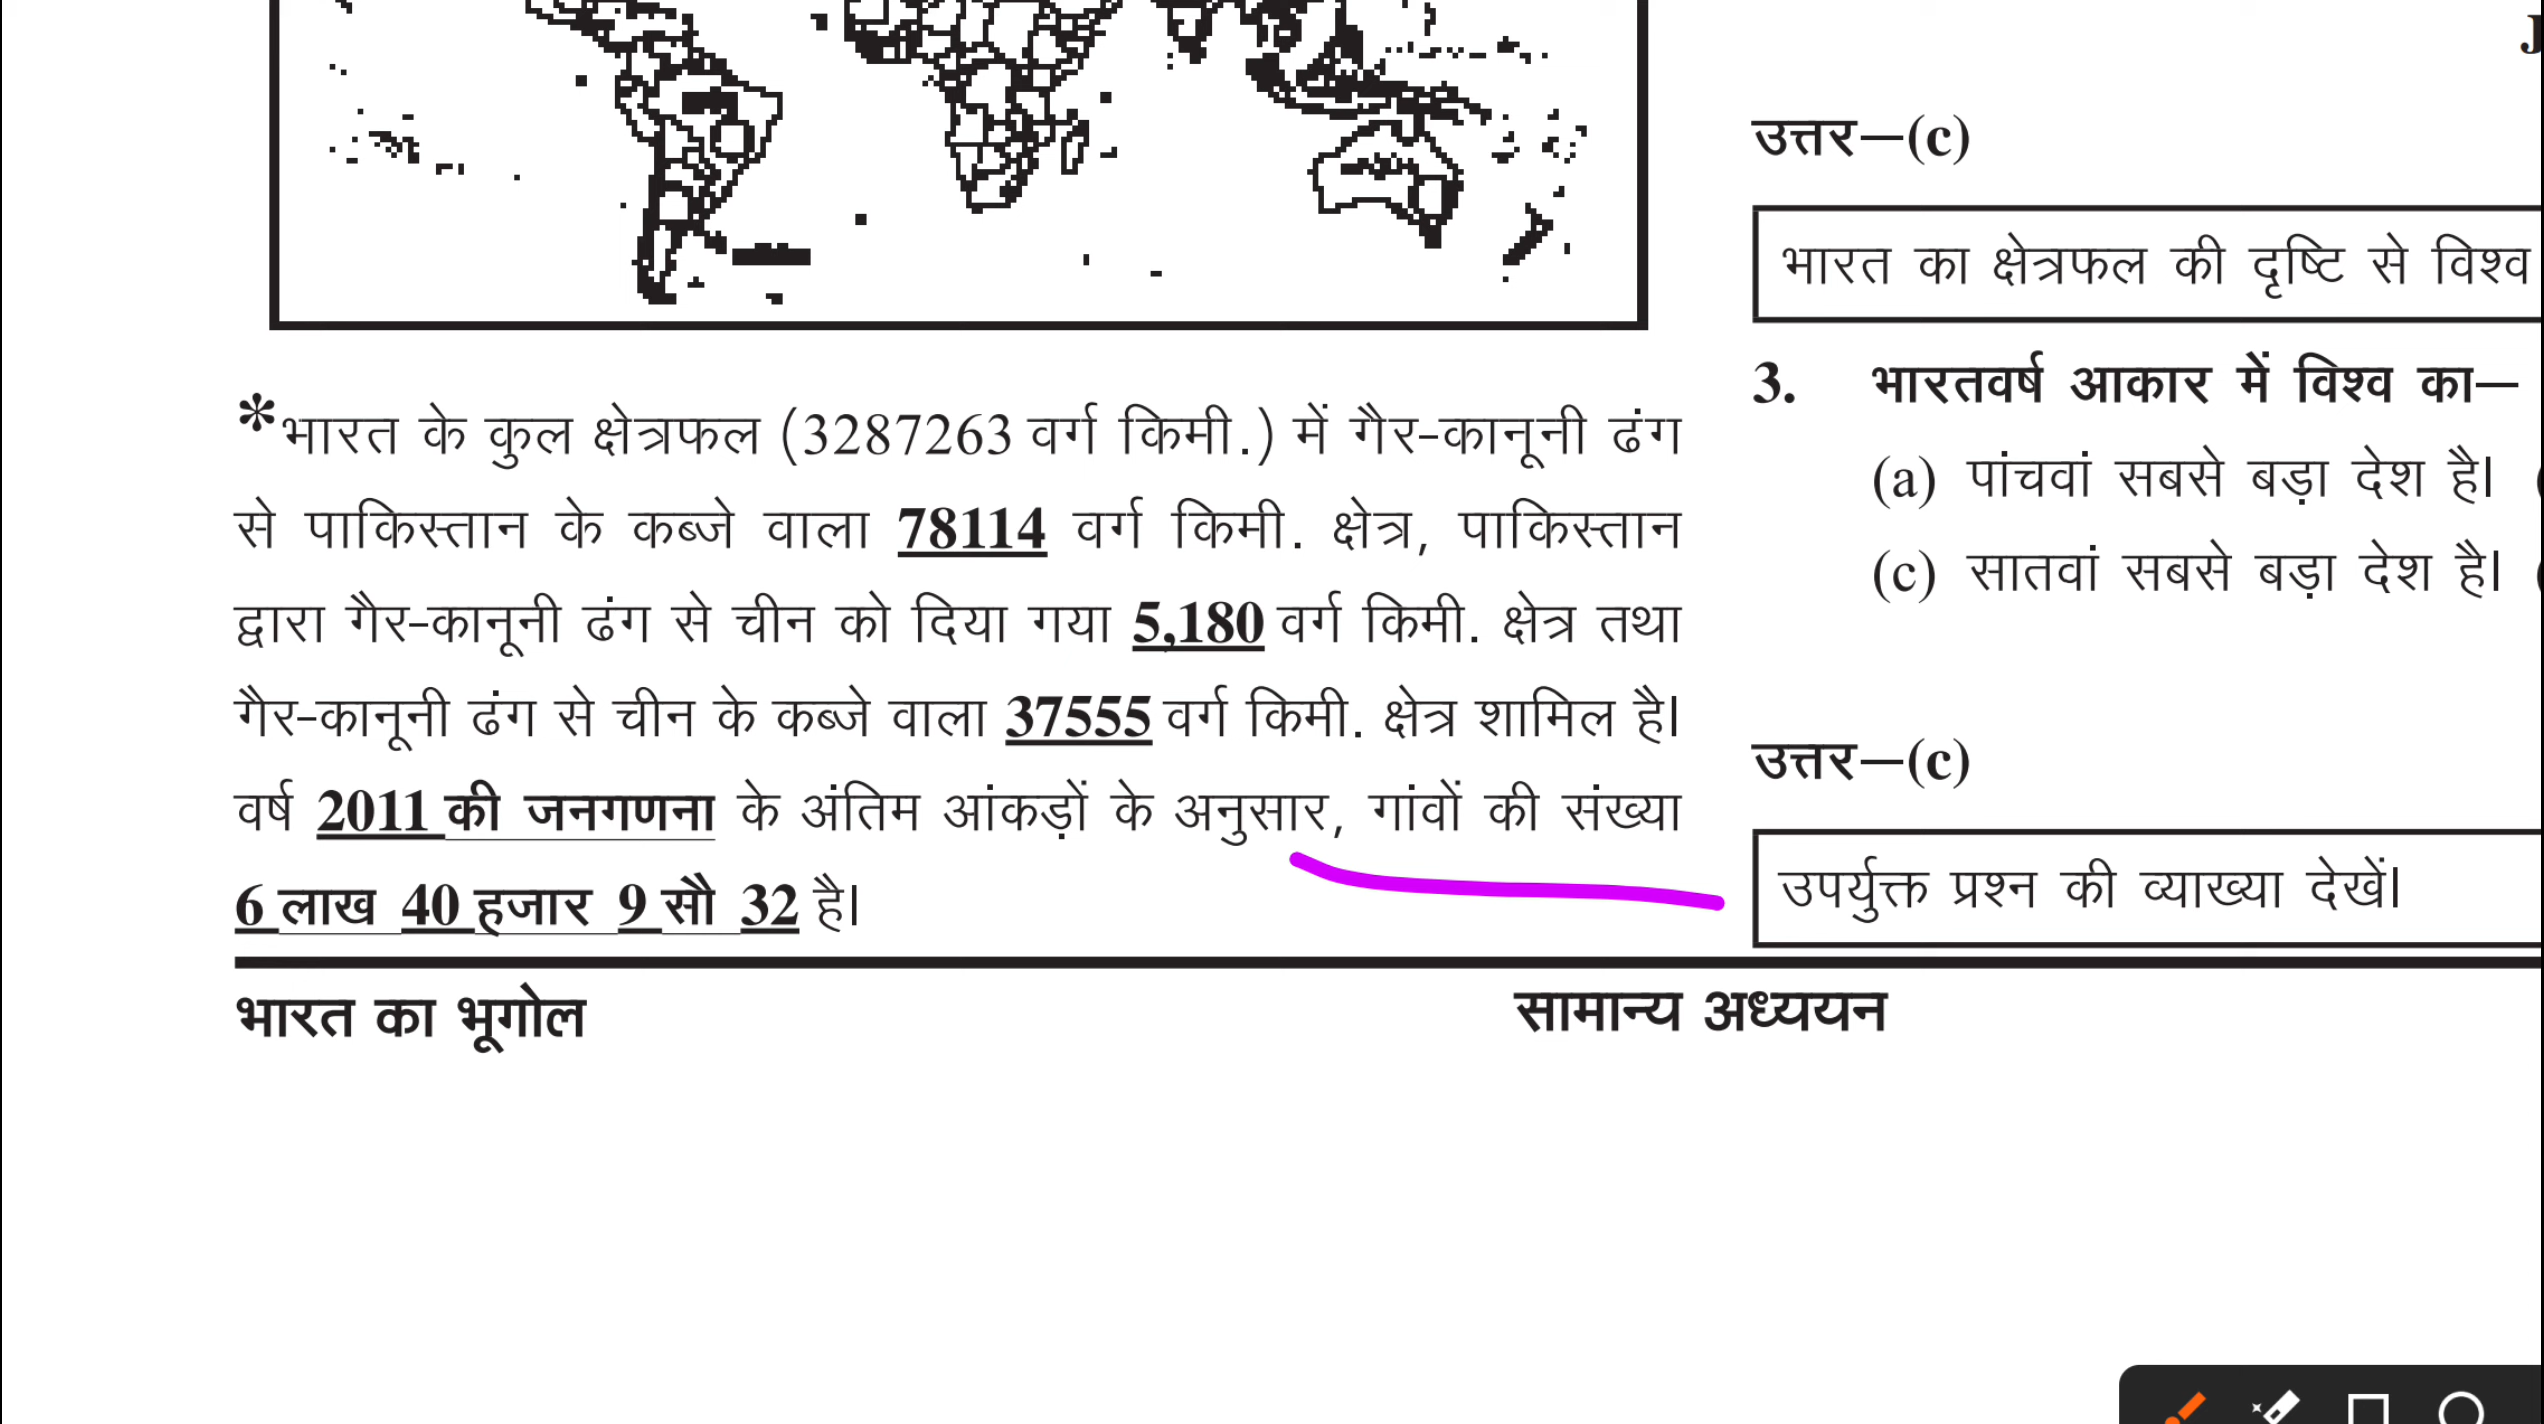 *भारत के कुल क्षेत्रफल (3287263 वर्ग किमी.) में गैर-कानूनी ढंग
से पाकिस्तान के कब्जे वाला 78114 वर्ग किमी. क्षेत्र, पाकिस्तान
द्वारा गैर-कानूनी ढंग से चीन को दिया गया 5,180 वर्ग किमी. क्षेत्र तथा
गैर-कानूनी ढंग से चीन के कब्जे वाला 37555 वर्ग किमी. क्षेत्र शामिल है।
वर्ष 2011 की जनगणना के अंतिम आंकड़ों के अनुसार, गांवों की संख्या
6 लाख 40 हजार 9 सौ 32 है।
उत्तर—(c)
भारत का क्षेत्रफल की दृष्टि से विश्व
3. भारतवर्ष आकार में विश्व का—
(a) पांचवां सबसे बड़ा देश है।
(c) सातवां सबसे बड़ा देश है।
उत्तर—(c)
उपर्युक्त प्रश्न की व्याख्या देखें।
भारत का भूगोल
सामान्य अध्ययन